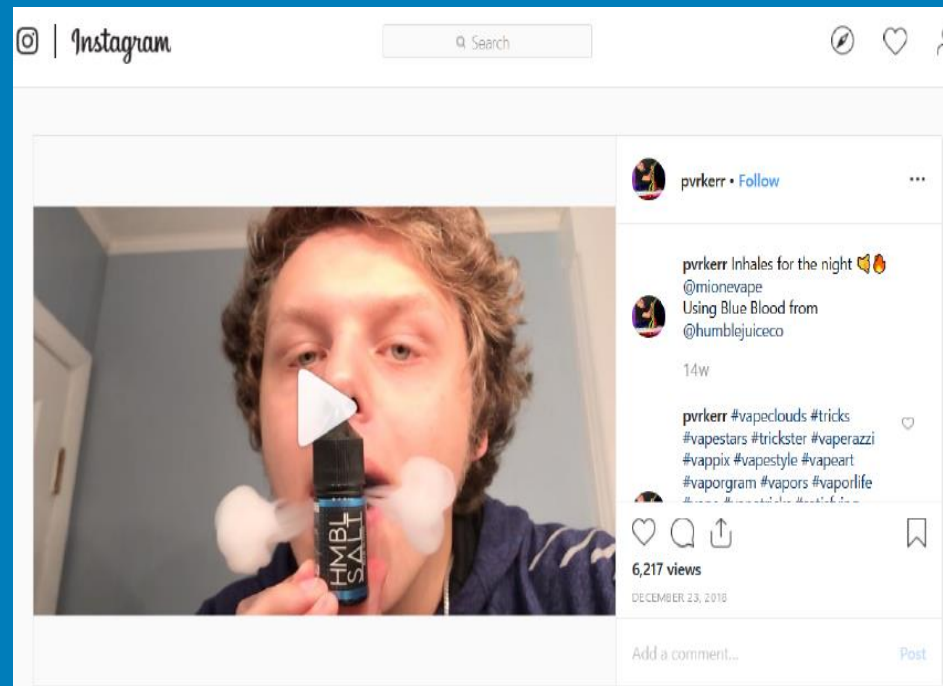 Instagram
Search
pvrkerr • Follow
pvrkerr Inhales for the night
@mionevape
Using Blue Blood from
@humblejuiceco
14w
pvrkerr #vapeclouds #tricks
#vapestars #trickster #vaperazzi
#vappix #vapestyle #vapeart
#vaporgram #vapors #vaporlife
HMBL
SALT
6,217 views
DECEMBER 23, 2018
Add a comment...
Post